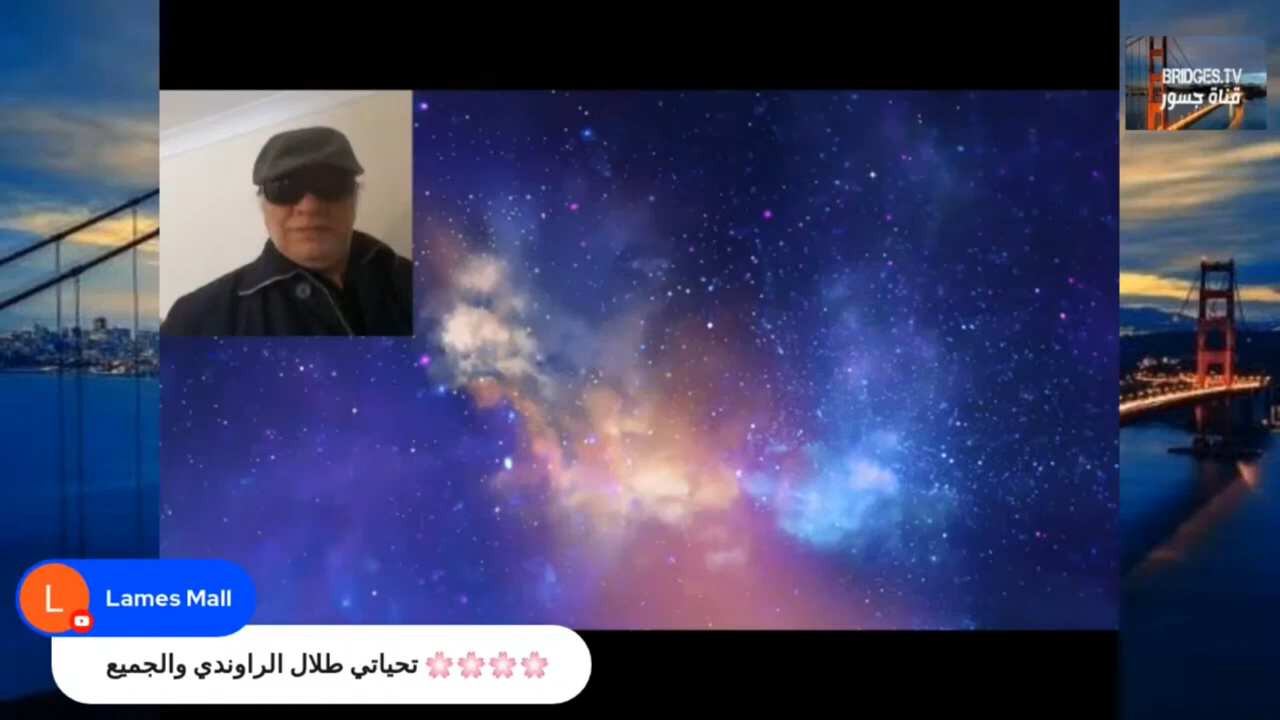 BRIDGES.TV
قناة جسور
L
Lames Mall
تحياتي طلال الراوندي والجميع 🌸🌸🌸🌸